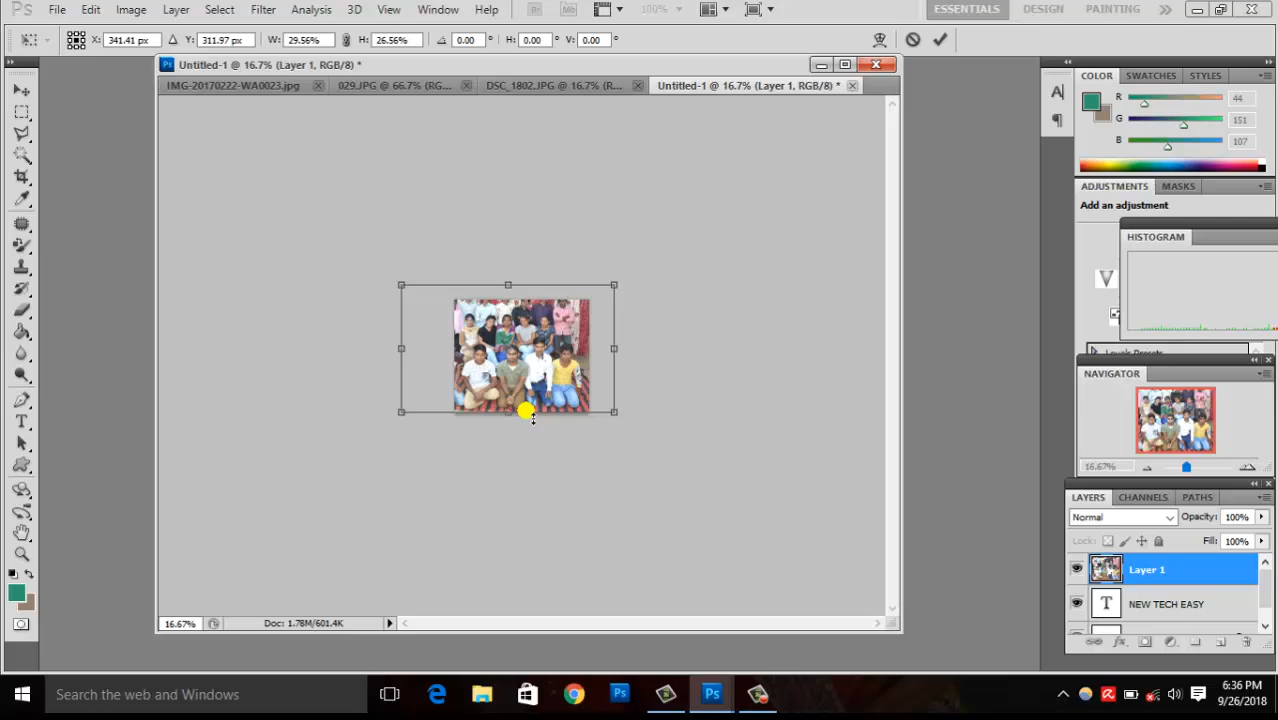 Ps File Edit Image Layer Select Filter Analysis 3D View Window Help Br Mb 100% ESSENTIALS DESIGN PAINTING
X: 341.41 px Y: 311.97 px W: 29.56% H: 26.56% 0.00 ° H: 0.00 ° V: 0.00 °
Ps Untitled-1 @ 16.7% (Layer 1, RGB/8) *
IMG-20170222-WA0023.jpg 029.JPG @ 66.7% (RG... DSC_1802.JPG @ 16.7% (R... Untitled-1 @ 16.7% (Layer 1, RGB/8) *
COLOR SWATCHES STYLES
R 44
G 151
B 107
ADJUSTMENTS MASKS
Add an adjustment
HISTOGRAM
Levels Presets
NAVIGATOR
16.67%
LAYERS CHANNELS PATHS
Normal Opacity: 100%
Lock: Fill: 100%
Layer 1
T NEW TECH EASY
16.67% Doc: 1.78M/601.4K
Search the web and Windows
6:36 PM
9/26/2018